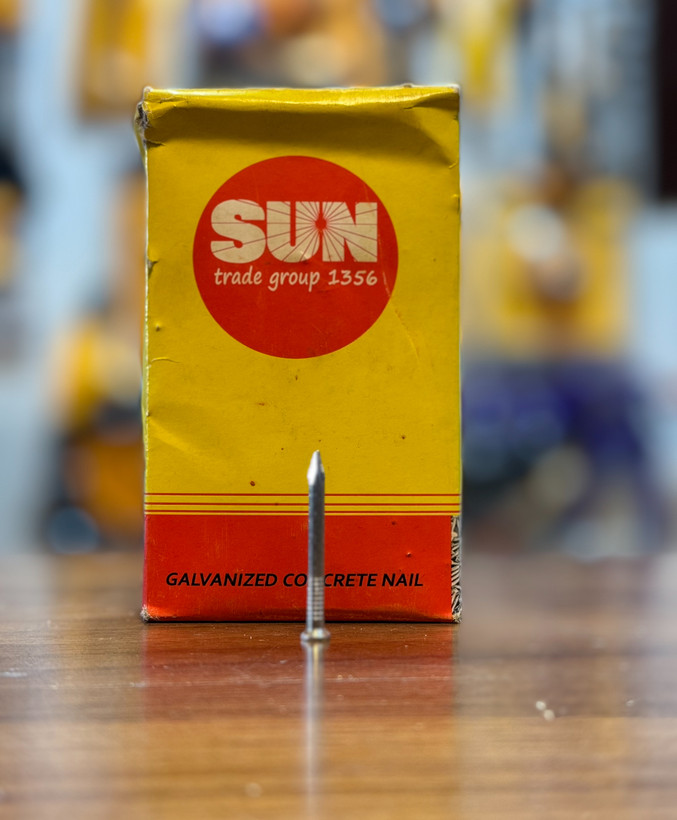 SUN
trade group 1356
GALVANIZED CONCRETE NAIL